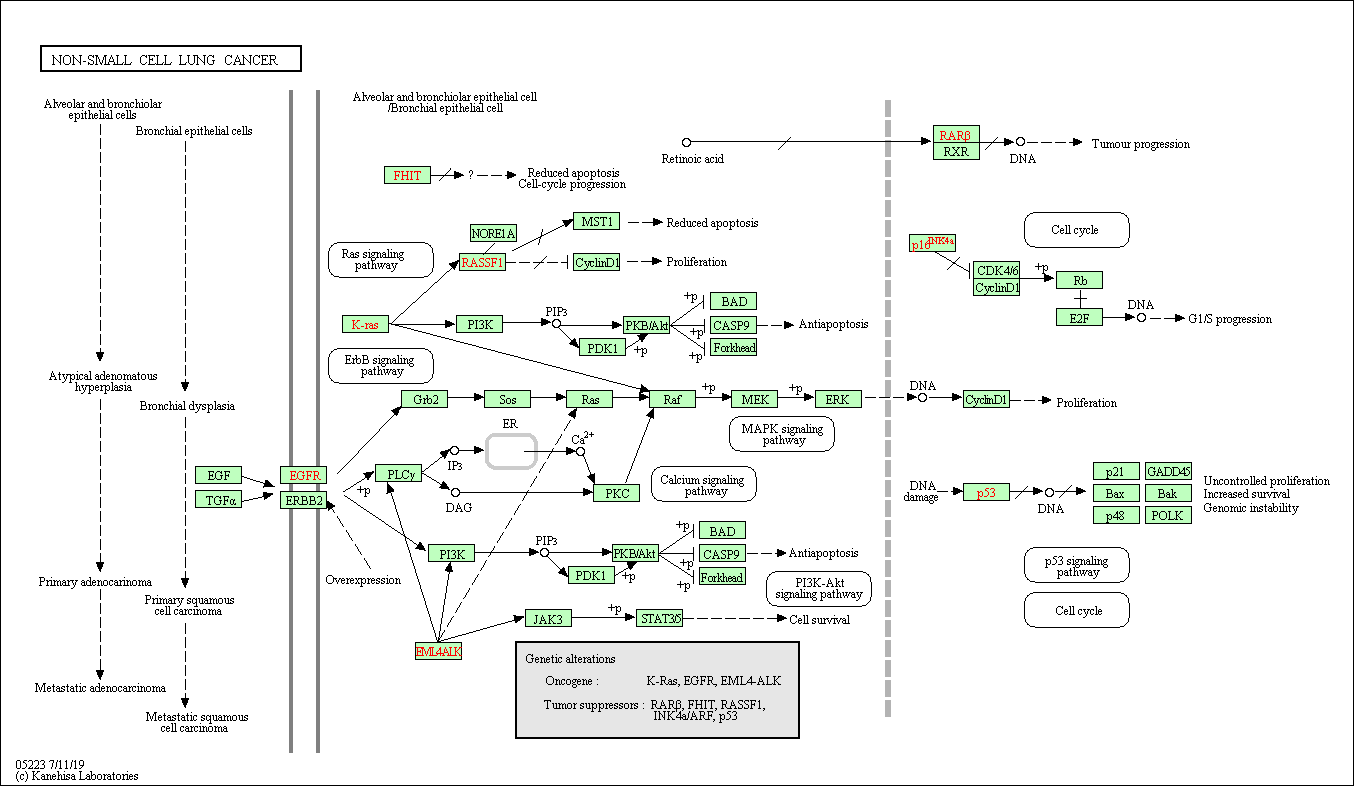 NON-SMALL CELL LUNG CANCER
Alveolar and bronchiolar
epithelial cells
Bronchial epithelial cells
Atypical adenomatous
hyperplasia
Bronchial dysplasia
Primary adenocarinoma
Primary squamous
cell carcinoma
Metastatic adenocarcinoma
Metastatic squamous
cell carcinoma
Alveolar and bronchiolar epithelial cell
/Bronchial epithelial cell
Retinoic acid
RARβ
RXR
DNA
Tumour progression
FHIT
?
Reduced apoptosis
Cell-cycle progression
NORE1A
MST1
Reduced apoptosis
Ras signaling
pathway
RASSF1
CyclinD1
Proliferation
p16INK4a
Cell cycle
CDK4/6
CyclinD1
+p
Rb
E2F
DNA
G1/S progression
K-ras
PI3K
PIP3
PDK1
+p
PKB/Akt
+p
+p
+p
BAD
CASP9
Forkhead
Antiapoptosis
ErbB signaling
pathway
Grb2
Sos
Ras
Raf
+p
MEK
+p
ERK
DNA
CyclinD1
Proliferation
MAPK signaling
pathway
EGF
TGFα
EGFR
ERBB2
+p
PLCγ
IP3
DAG
ER
Ca2+
PKC
Calcium signaling
pathway
DNA
damage
p53
DNA
p21
GADD45
Bax
Bak
p48
POLK
Uncontrolled proliferation
Increased survival
Genomic instability
PI3K
PIP3
PDK1
+p
PKB/Akt
+p
+p
+p
BAD
CASP9
Forkhead
Antiapoptosis
Overexpression
PI3K-Akt
signaling pathway
p53 signaling
pathway
Cell cycle
JAK3
+p
STAT3/5
Cell survival
EML4ALK
Genetic alterations
Oncogene : K-Ras, EGFR, EML4-ALK
Tumor suppressors : RARβ, FHIT, RASSF1,
INK4a/ARF, p53
05223 7/11/19
(c) Kanehisa Laboratories